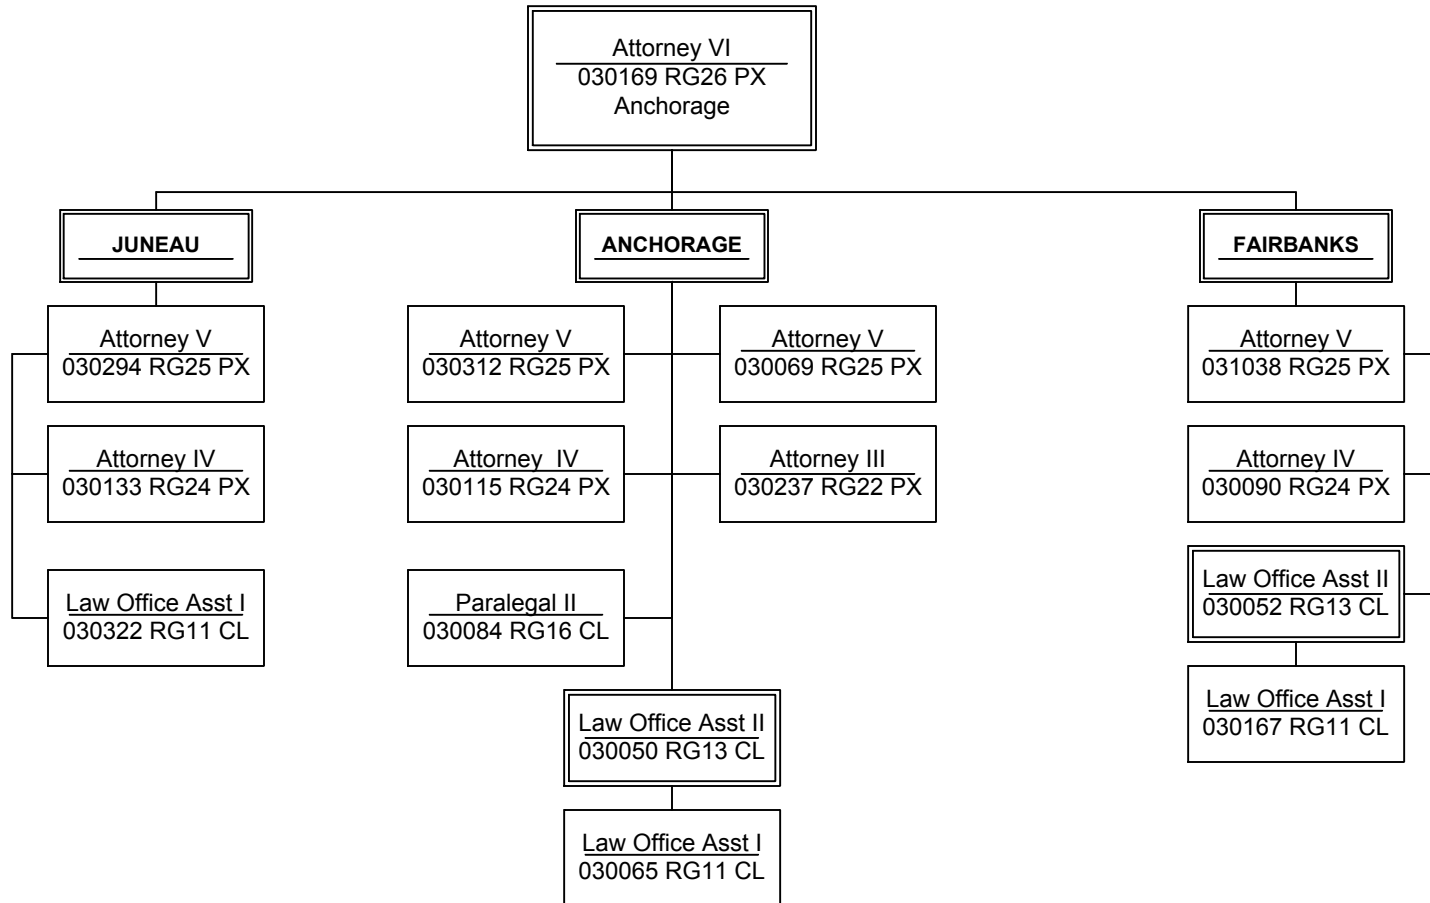 Attorney VI
030169 RG26 PX
Anchorage
JUNEAU
Attorney V
030294 RG25 PX
Attorney IV
030133 RG24 PX
Law Office Asst I
030322 RG11 CL
ANCHORAGE
Attorney V
030312 RG25 PX
Attorney V
030069 RG25 PX
Attorney IV
030115 RG24 PX
Attorney III
030237 RG22 PX
Paralegal II
030084 RG16 CL
Law Office Asst II
030050 RG13 CL
Law Office Asst I
030065 RG11 CL
FAIRBANKS
Attorney V
031038 RG25 PX
Attorney IV
030090 RG24 PX
Law Office Asst II
030052 RG13 CL
Law Office Asst I
030167 RG11 CL